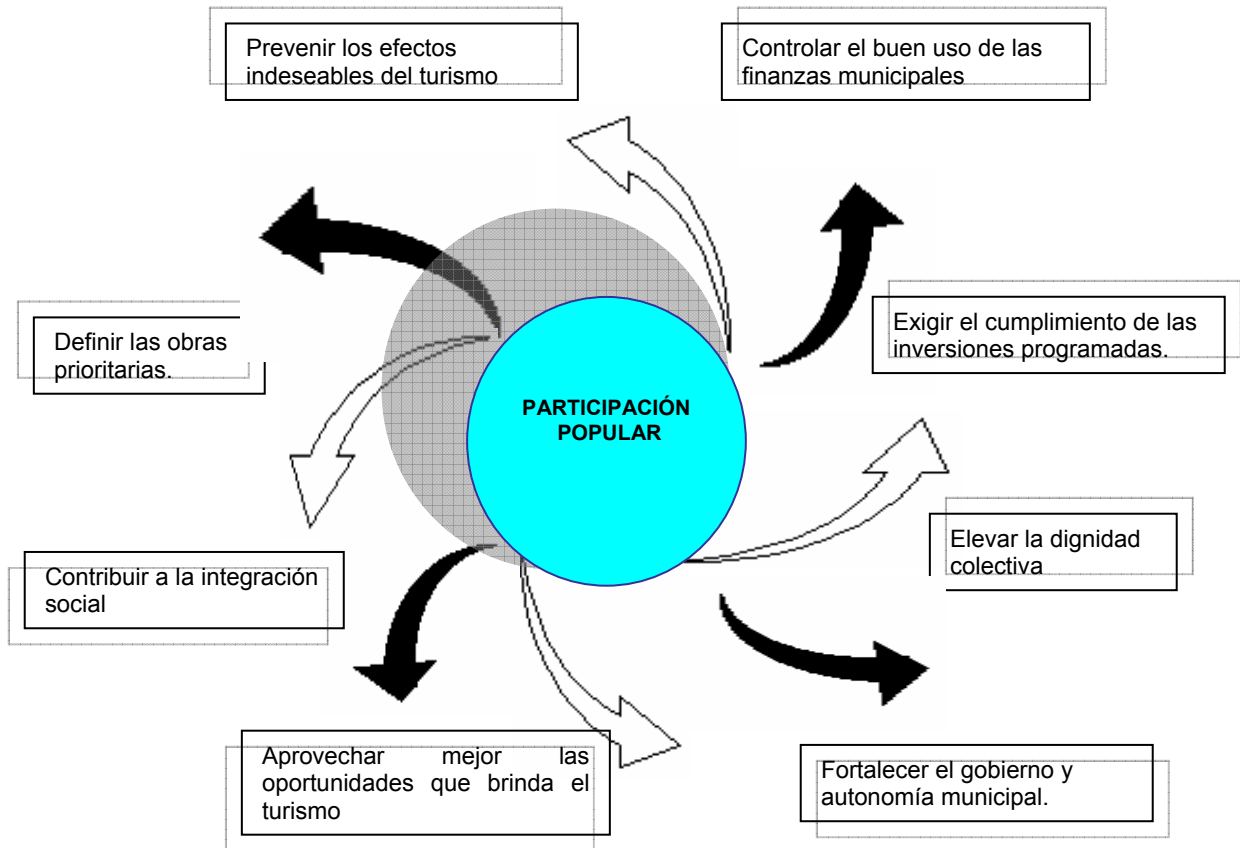 Prevenir los efectos
indeseables del turismo
Controlar el buen uso de las
finanzas municipales
Definir las obras
prioritarias.
Exigir el cumplimiento de las
inversiones programadas.
PARTICIPACIÓN
POPULAR
Elevar la dignidad
colectiva
Contribuir a la integración
social
Aprovechar mejor las
oportunidades que brinda el
turismo
Fortalecer el gobierno y
autonomía municipal.